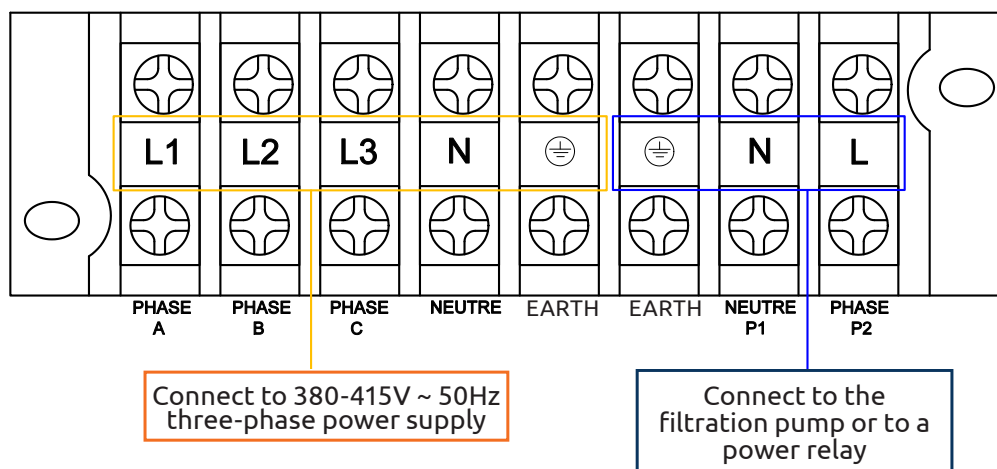 L1 L2 L3 N N L
PHASE A
PHASE B
PHASE C
NEUTRE
EARTH
EARTH
NEUTRE P1
PHASE P2
Connect to 380-415V ~ 50Hz
three-phase power supply
Connect to the
filtration pump or to a
power relay